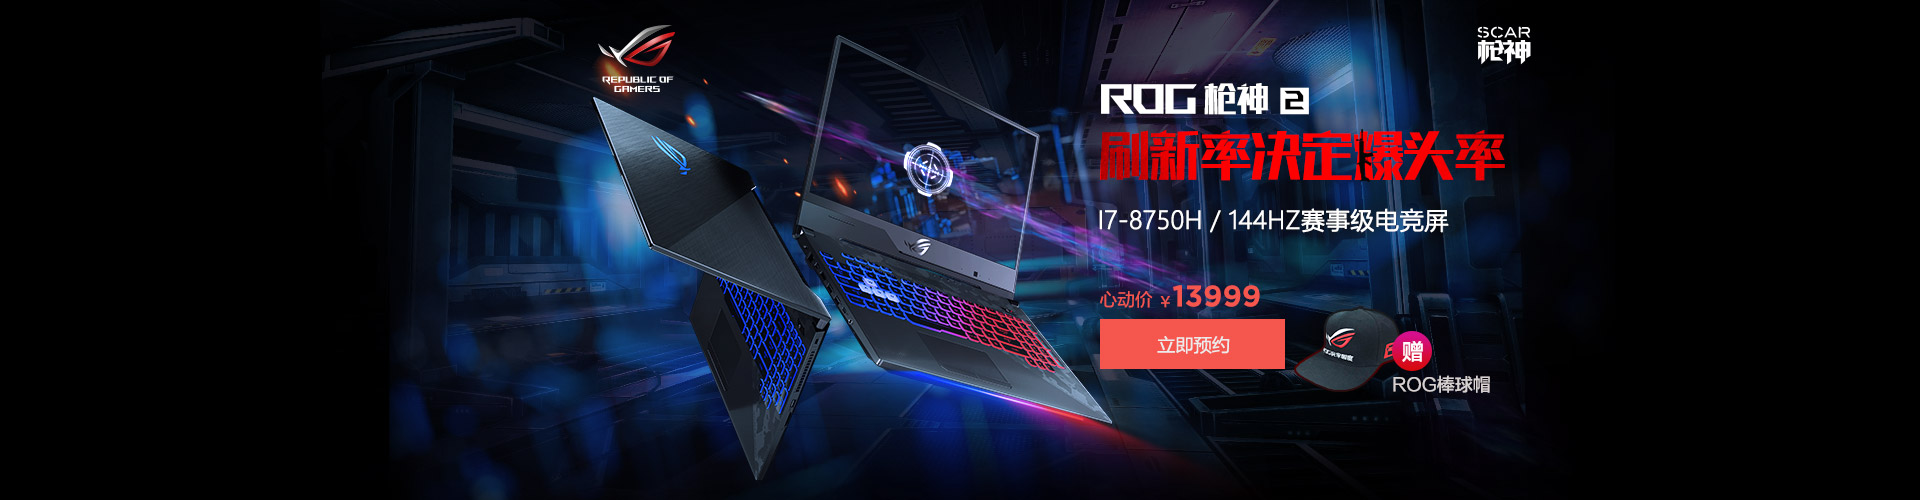 REPUBLIC OF
GAMERS
SCAR
枪神
ROG 枪神 2
刷新率决定爆头率
I7-8750H / 144HZ赛事级电竞屏
心动价 ¥13999
立即预约
赠
ROG棒球帽